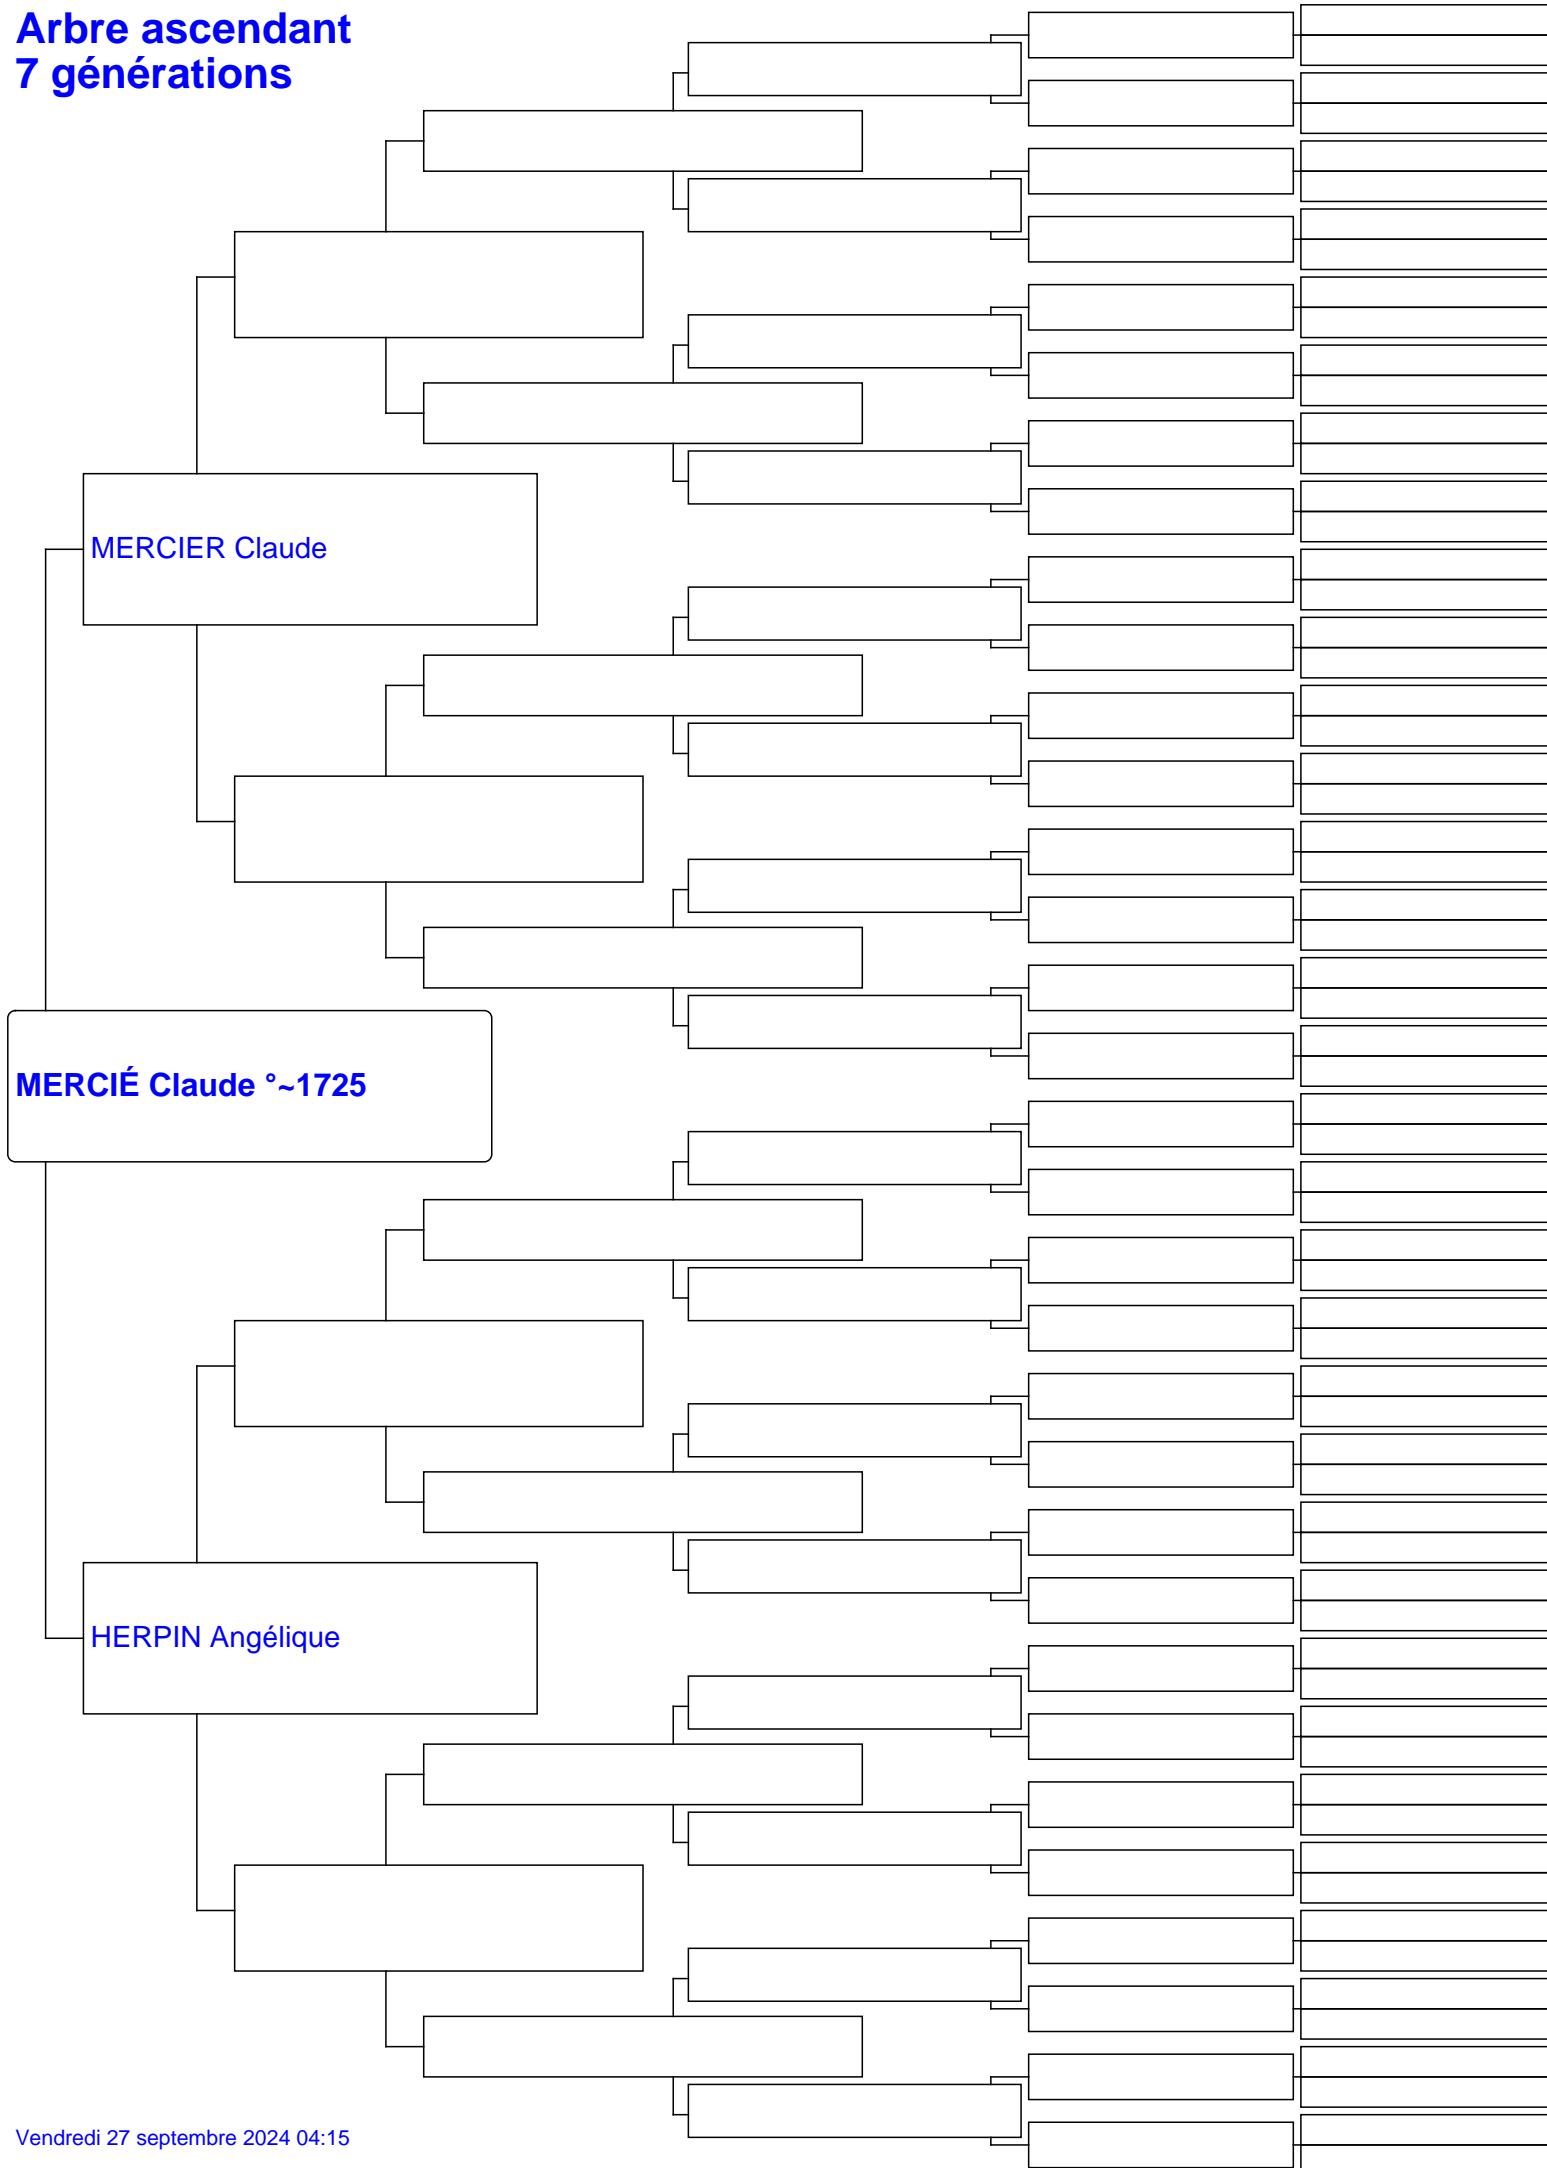 Arbre ascendant
7 générations
MERCIER Claude
MERCIÉ Claude °~1725
HERPIN Angélique
Vendredi 27 septembre 2024 04:15